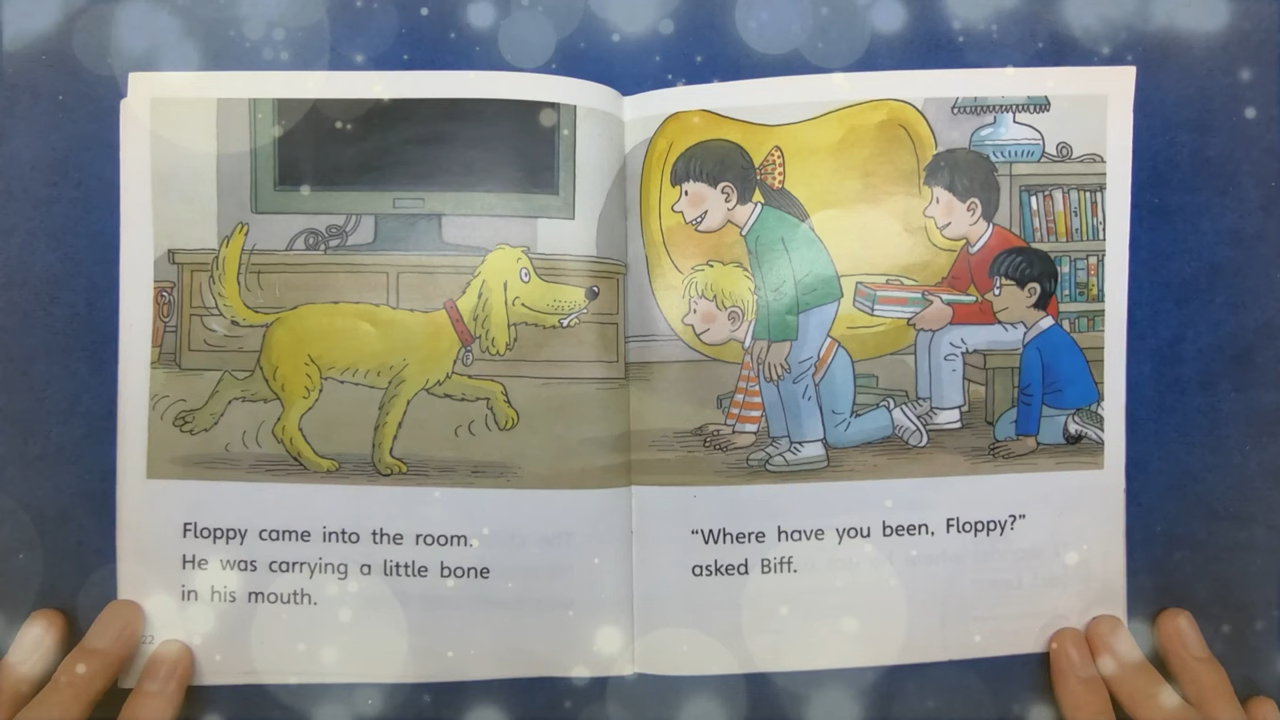 Floppy came into the room.
He was carrying a little bone
in his mouth.
22
“Where have you been, Floppy?”
asked Biff.